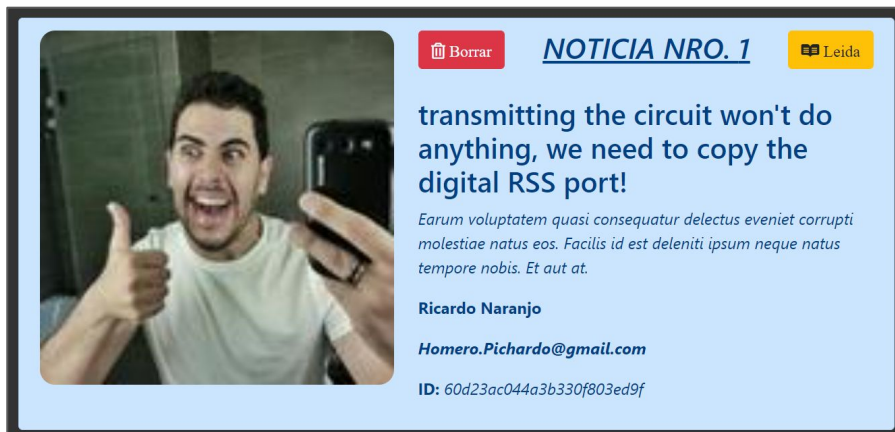 Borrar
NOTICIA NRO. 1
Leida
transmitting the circuit won't do
anything, we need to copy the
digital RSS port!
Earum voluptatem quasi consequatur delectus eveniet corrupti
molestiae natus eos. Facilis id est deleniti ipsum neque natus
tempore nobis. Et aut at.
Ricardo Naranjo
Homero.Pichardo@gmail.com
ID: 60d23ac044a3b330f803ed9f